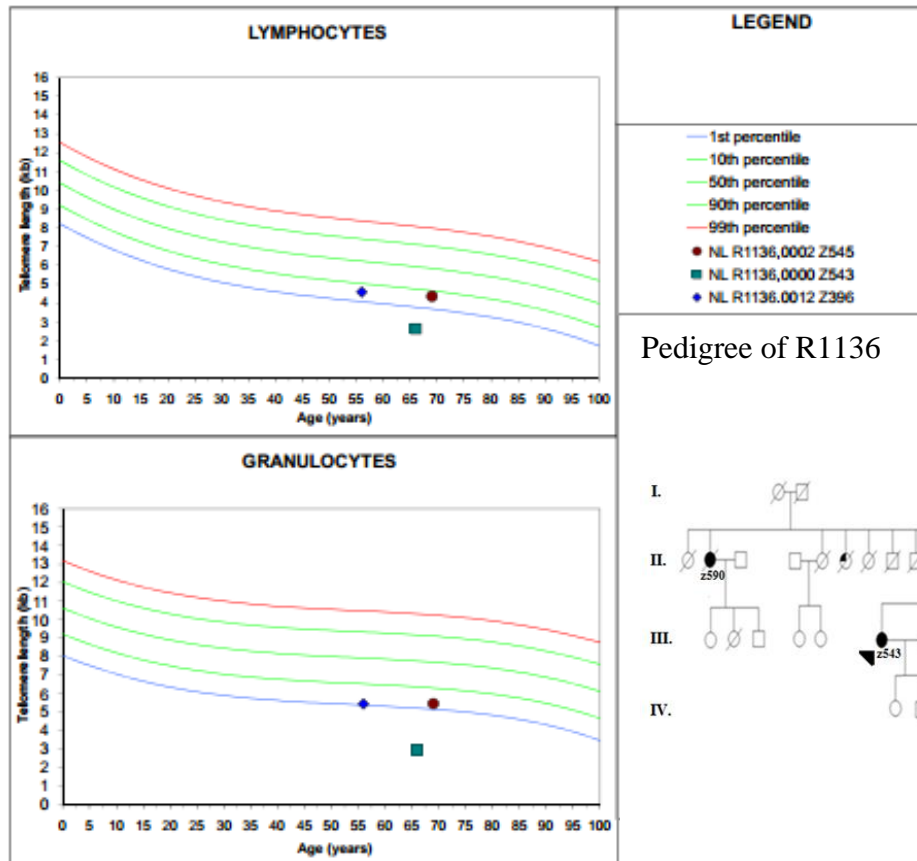 LYMPHOCYTES
Tellomere length (kb)
16
15
14
13
12
11
10
9
8
7
6
5
4
3
2
1
0
0 5 10 15 20 25 30 35 40 45 50 55 60 65 70 75 80 85 90 95 100
Age (years)
GRANULOCYTES
Tellomere length (kb)
16
15
14
13
12
11
10
9
8
7
6
5
4
3
2
1
0
0 5 10 15 20 25 30 35 40 45 50 55 60 65 70 75 80 85 90 95 100
Age (years)
LEGEND
1st percentile
10th percentile
50th percentile
90th percentile
99th percentile
NL R1136,0002 Z545
NL R1136,0000 Z543
NL R1136.0012 Z396
Pedigree of R1136
I.
II.
z590
III.
z543
IV.